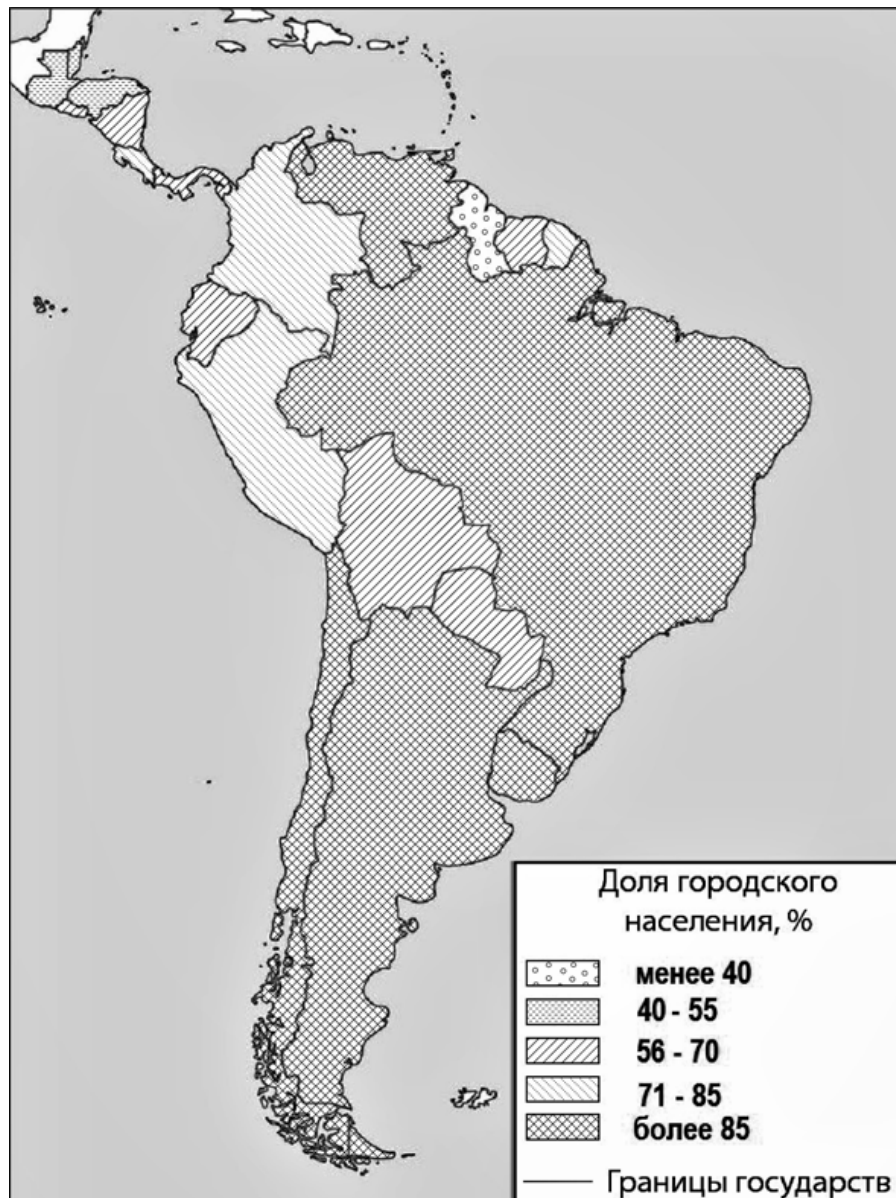 Доля городского
населения, %
менее 40
40 - 55
56 - 70
71 - 85
более 85
Границы государств